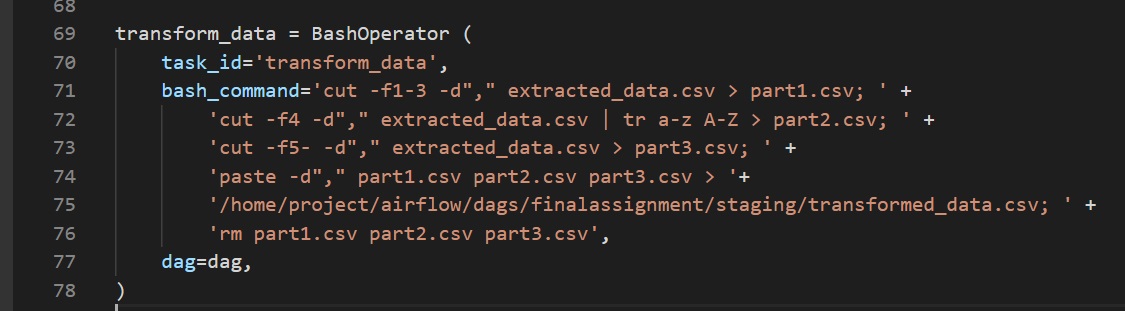 68
69 transform_data = BashOperator (
70     task_id='transform_data',
71     bash_command='cut -f1-3 -d"," extracted_data.csv > part1.csv; ' +
72         'cut -f4 -d"," extracted_data.csv | tr a-z A-Z > part2.csv; ' +
73         'cut -f5- -d"," extracted_data.csv > part3.csv; ' +
74         'paste -d"," part1.csv part2.csv part3.csv > '+
75         '/home/project/airflow/dags/finalassignment/staging/transformed_data.csv; ' +
76         'rm part1.csv part2.csv part3.csv',
77     dag=dag,
78 )